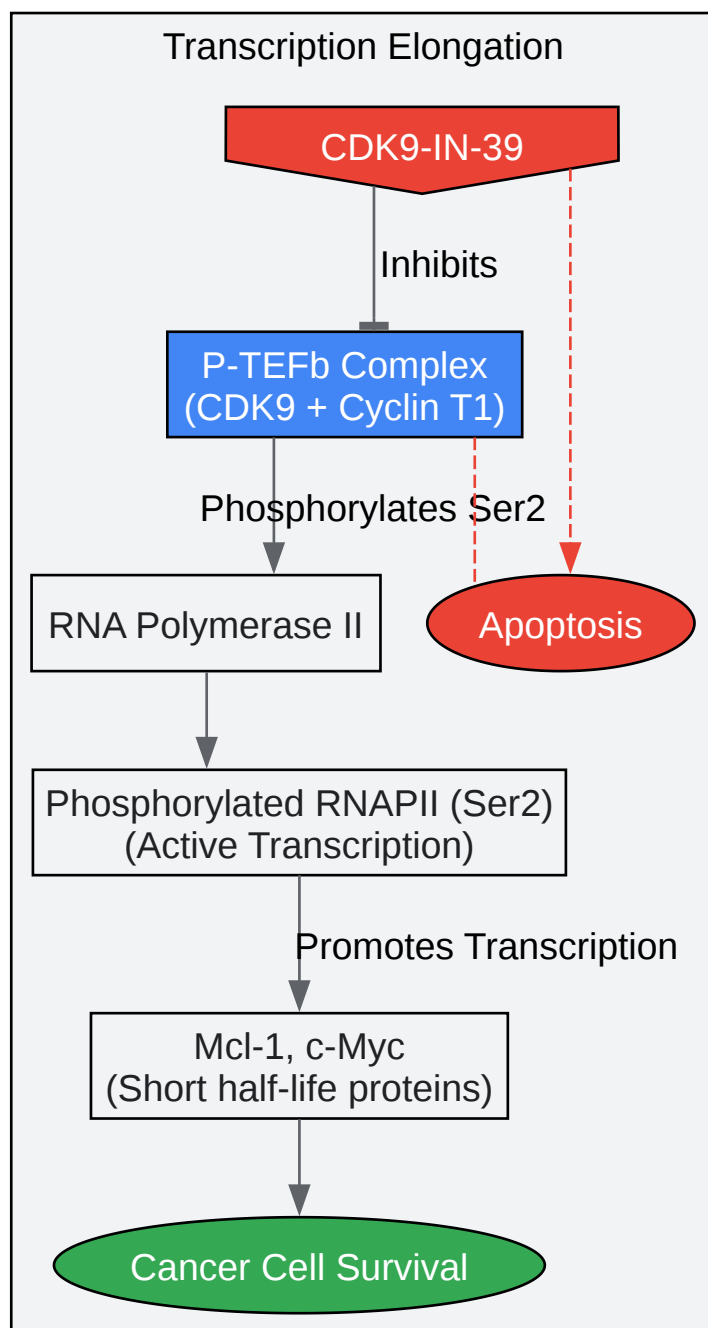 Transcription Elongation
CDK9-IN-39
Inhibits
P-TEFb Complex
(CDK9 + Cyclin T1)
Phosphorylates Ser2
RNA Polymerase II
Apoptosis
Phosphorylated RNAPII (Ser2)
(Active Transcription)
Promotes Transcription
Mcl-1, c-Myc
(Short half-life proteins)
Cancer Cell Survival